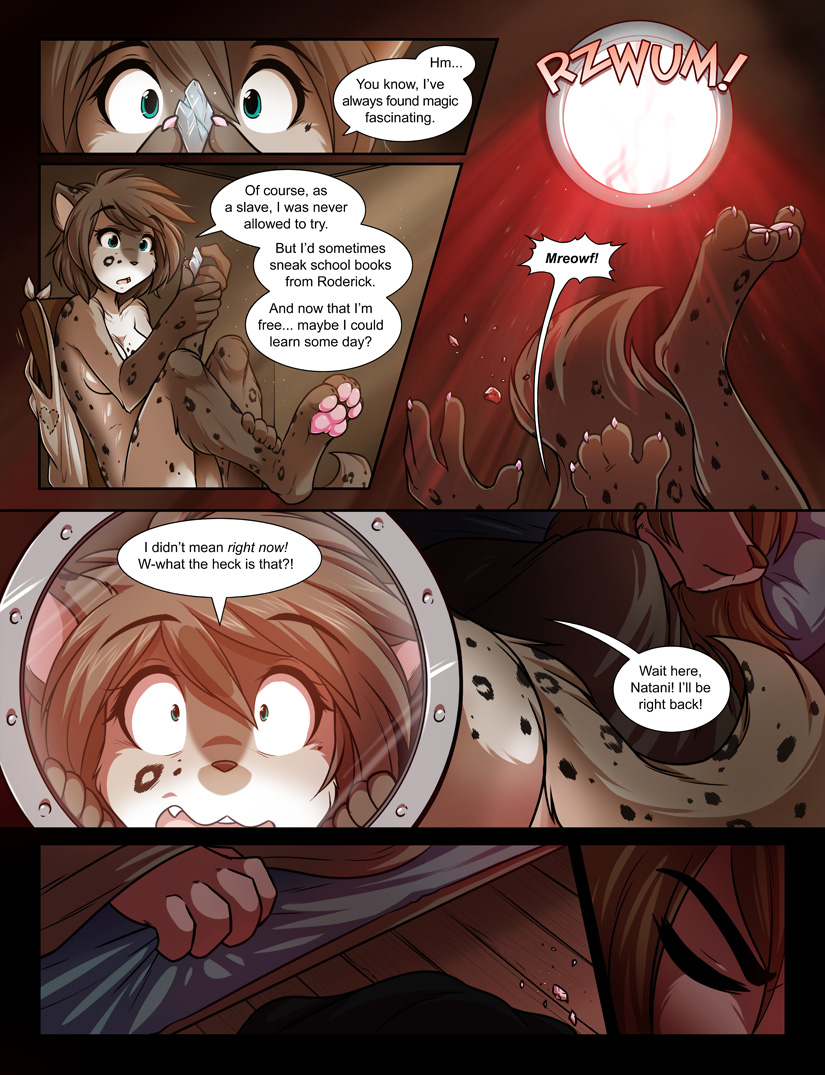 Hm...
You know, I've
always found magic
fascinating.
Of course, as
a slave, I was never
allowed to try.
But I'd sometimes
sneak school books
from Roderick.
And now that I'm
free... maybe I could
learn some day?
RZWUM!
Mreowf!
I didn't mean right now!
W-what the heck is that?!
Wait here,
Natani! I'll be
right back!